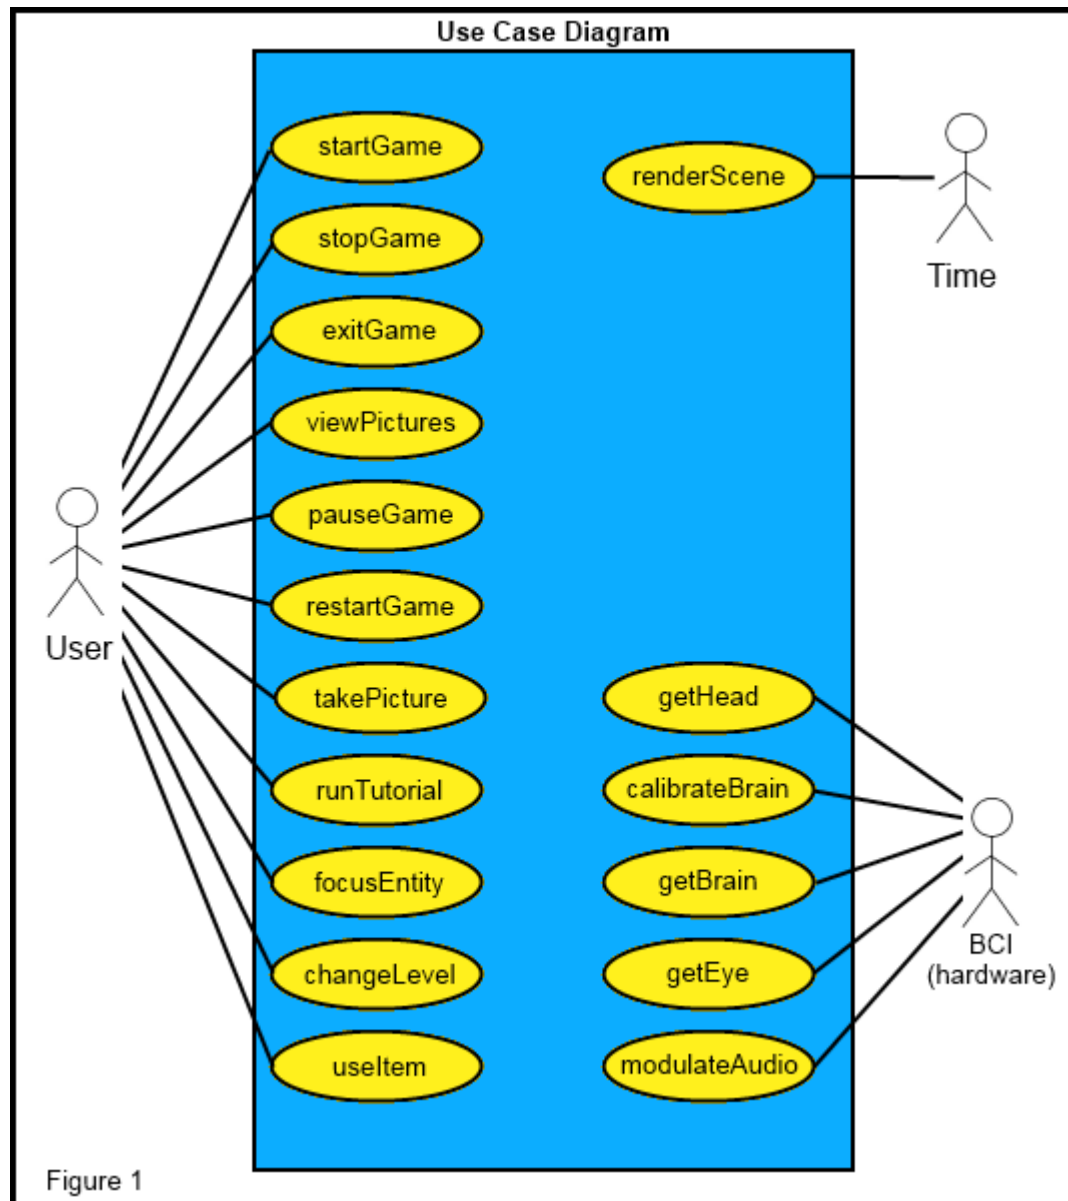 Use Case Diagram
startGame
stopGame
exitGame
viewPictures
pauseGame
restartGame
takePicture
runTutorial
focusEntity
changeLevel
useItem
User
renderScene
Time
getHead
calibrateBrain
getBrain
getEye
modulateAudio
BCI
(hardware)
Figure 1